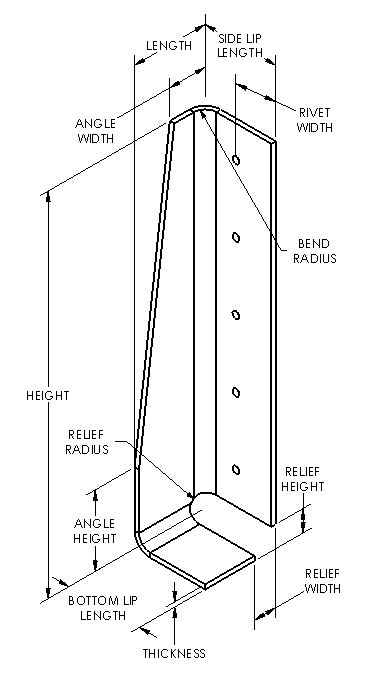 LENGTH
SIDE LIP
LENGTH
ANGLE
WIDTH
RIVET
WIDTH
BEND
RADIUS
HEIGHT
RELIEF
RADIUS
RELIEF
HEIGHT
ANGLE
HEIGHT
RELIEF
WIDTH
BOTTOM LIP
LENGTH
THICKNESS